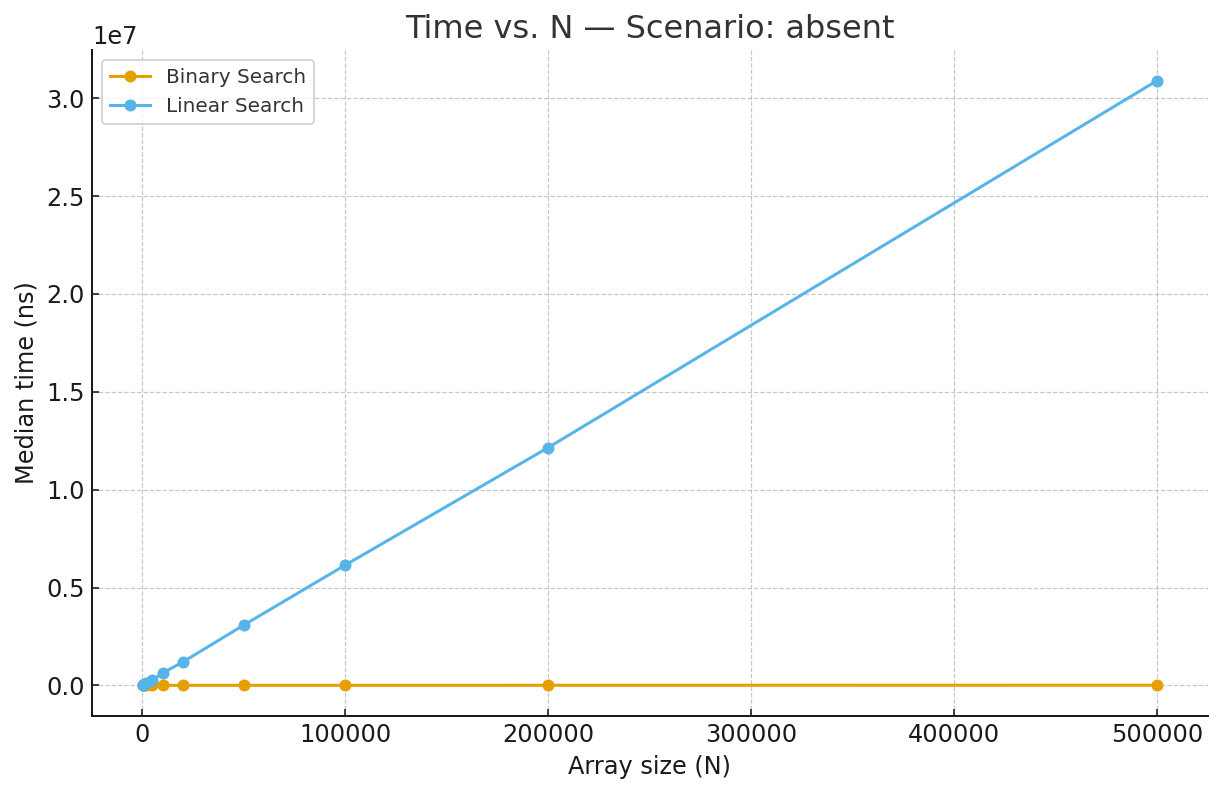 Time vs. N — Scenario: absent
1e7
Binary Search
Linear Search
3.0
2.5
2.0
1.5
1.0
0.5
0.0
Median time (ns)
0 100000 200000 300000 400000 500000
Array size (N)